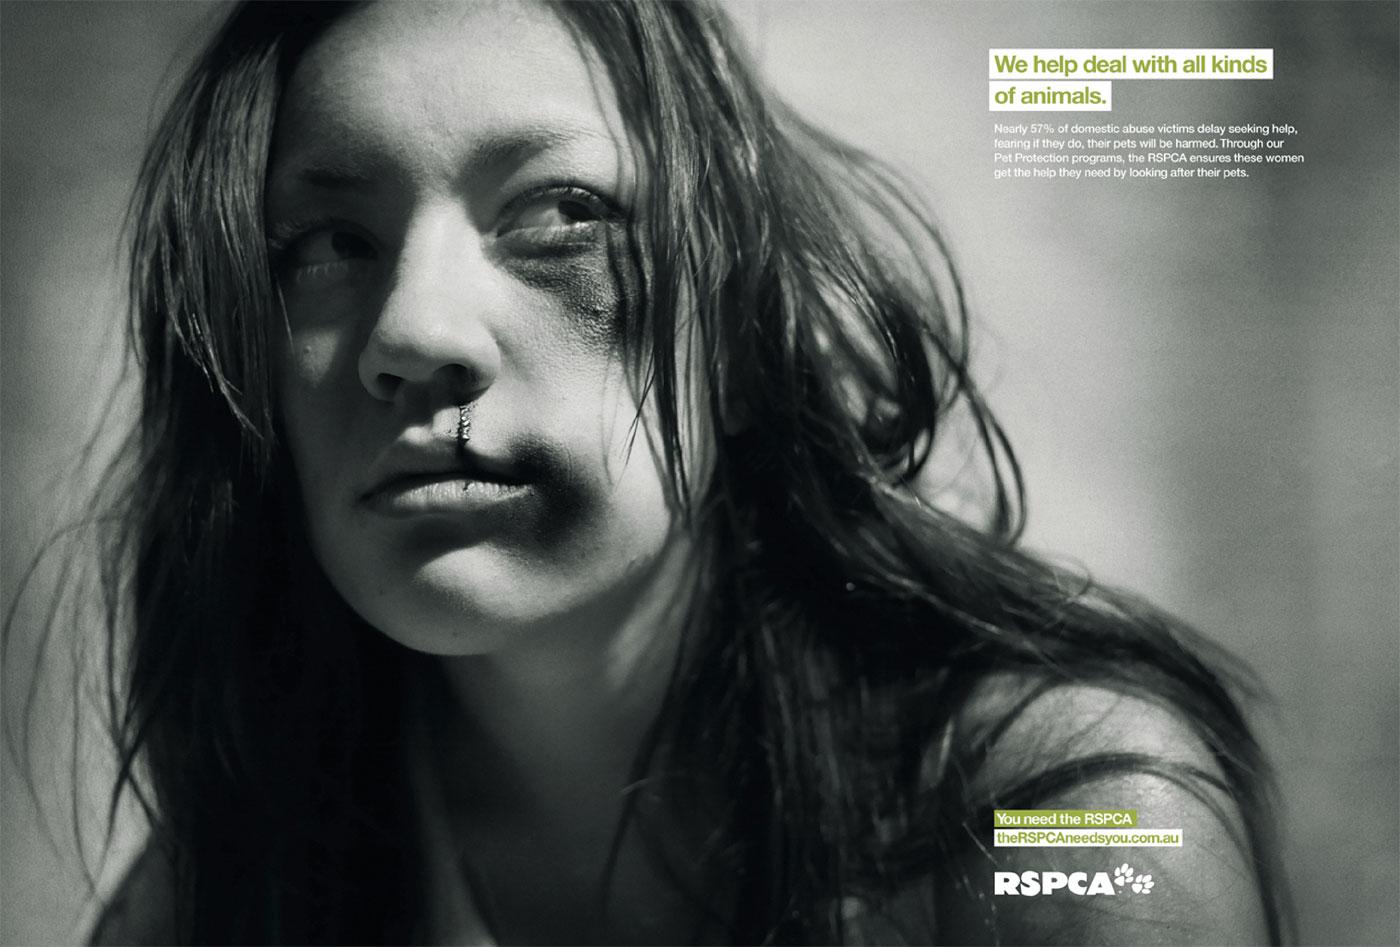 We help deal with all kinds
of animals.
Nearly 57% of domestic abuse victims delay seeking help,
fearing if they do, their pets will be harmed. Through our
Pet Protection programs, the RSPCA ensures these women
get the help they need by looking after their pets.
You need the RSPCA
theRSPCAneedsyou.com.au
RSPCA